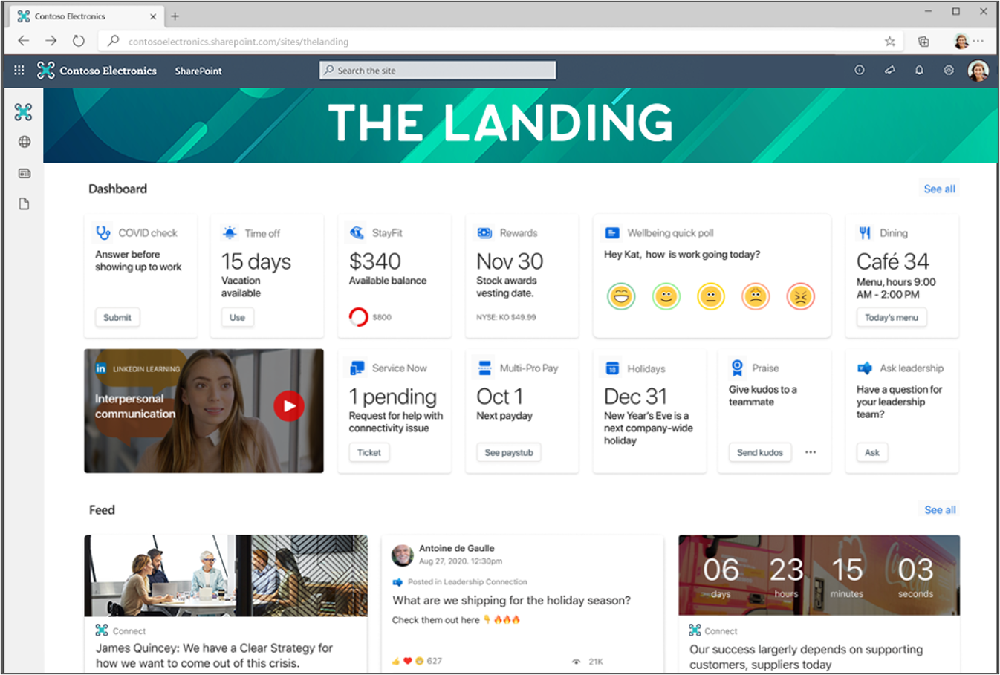 Contoso Electronics
contosoelectronics.sharepoint.com/sites/thelanding
Contoso Electronics
SharePoint
Search the site
THE LANDING
Dashboard
See all
COVID check
Answer before
showing up to work
Submit
Time off
15 days
Vacation
available
Use
StayFit
$340
Available balance
$800
Rewards
Nov 30
Stock awards
vesting date.
NYSE: KO $49.99
Wellbeing quick poll
Hey Kat, how is work going today?
Dining
Café 34
Menu, hours 9:00
AM - 2:00 PM
Today's menu
in LINKEDIN LEARNING
Interpersonal
communication
Service Now
1 pending
Request for help with
connectivity issue
Ticket
Multi-Pro Pay
Oct 1
Next payday
See paystub
Holidays
Dec 31
New Year's Eve is a
next company-wide
holiday
Praise
Give kudos to a
teammate
Send kudos
Ask leadership
Have a question for
your leadership
team?
Ask
Feed
See all
Connect
James Quincey: We have a Clear Strategy for
how we want to come out of this crisis.
Antoine de Gaulle
Aug 27, 2020. 12:30pm
Posted in Leadership Connection
What are we shipping for the holiday season?
Check them out here 👇🔥🔥🔥
627
21K
06 23 15 03
days hours minutes seconds
Connect
Our success largely depends on supporting
customers, suppliers today